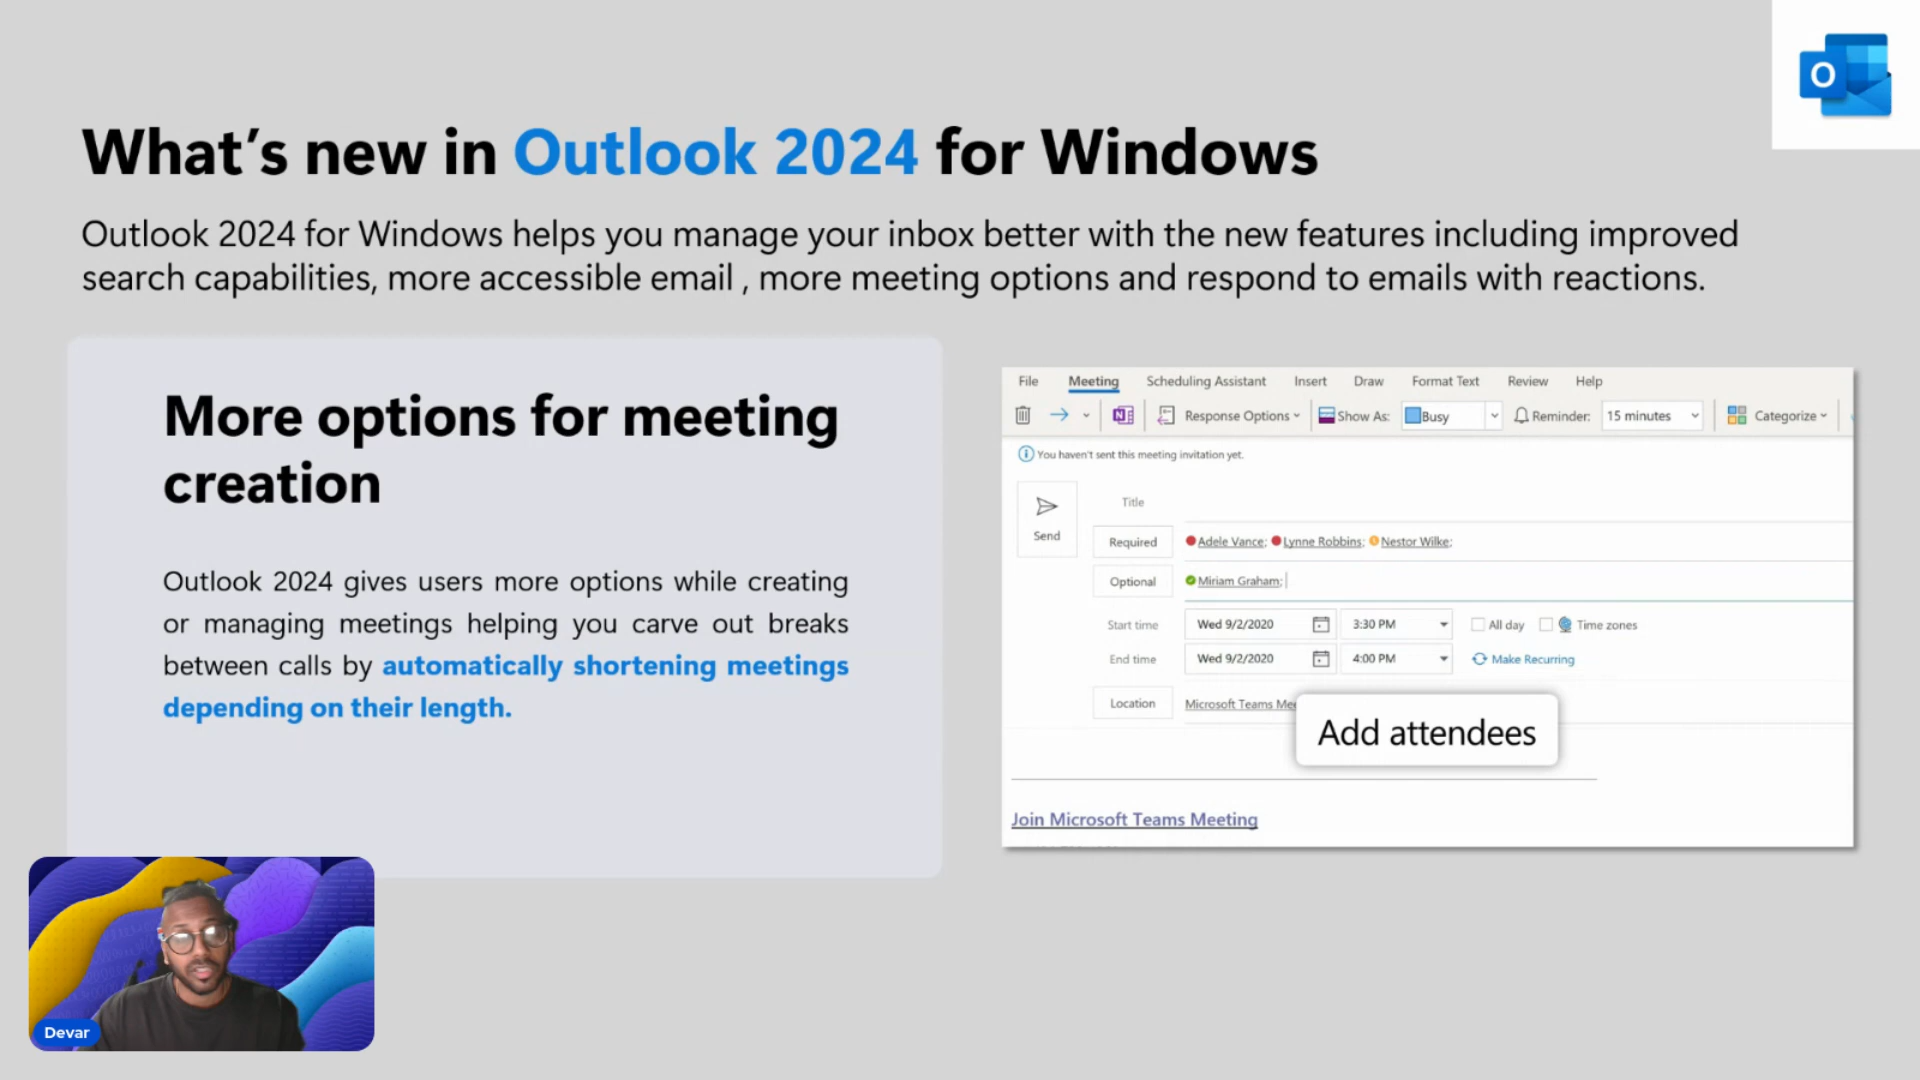 O
What's new in Outlook 2024 for Windows
Outlook 2024 for Windows helps you manage your inbox better with the new features including improved
search capabilities, more accessible email , more meeting options and respond to emails with reactions.
More options for meeting
creation
Outlook 2024 gives users more options while creating
or managing meetings helping you carve out breaks
between calls by automatically shortening meetings
depending on their length.
File Meeting Scheduling Assistant Insert Draw Format Text Review Help
N Response Options Show As: Busy Reminder: 15 minutes Categorize
You haven't sent this meeting invitation yet.
Send
Title
Required Adele Vance; Lynne Robbins; Nestor Wilke;
Optional Miriam Graham;
Start time Wed 9/2/2020 3:30 PM All day Time zones
End time Wed 9/2/2020 4:00 PM Make Recurring
Location Microsoft Teams Mee
Add attendees
Join Microsoft Teams Meeting
Devar